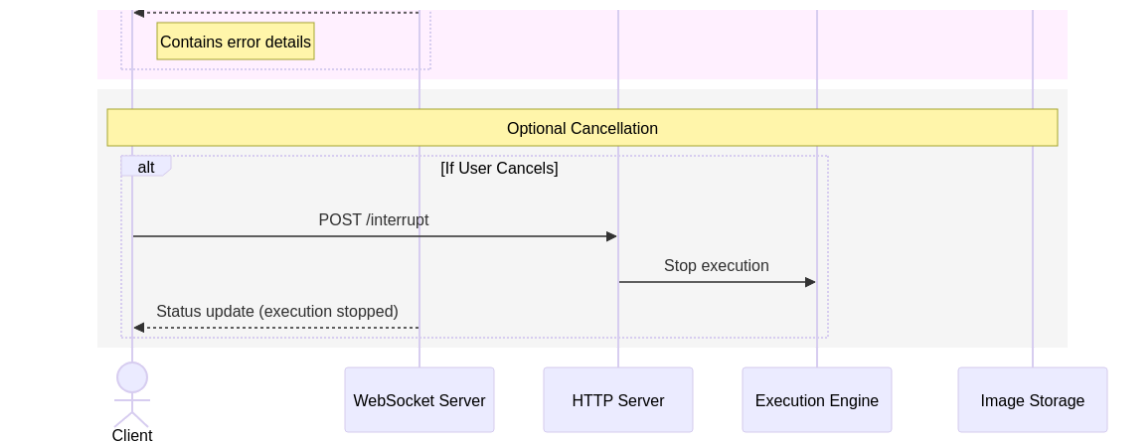 Contains error details
Optional Cancellation
alt
[If User Cancels]
POST /interrupt
Stop execution
Status update (execution stopped)
WebSocket Server
HTTP Server
Execution Engine
Image Storage
Client